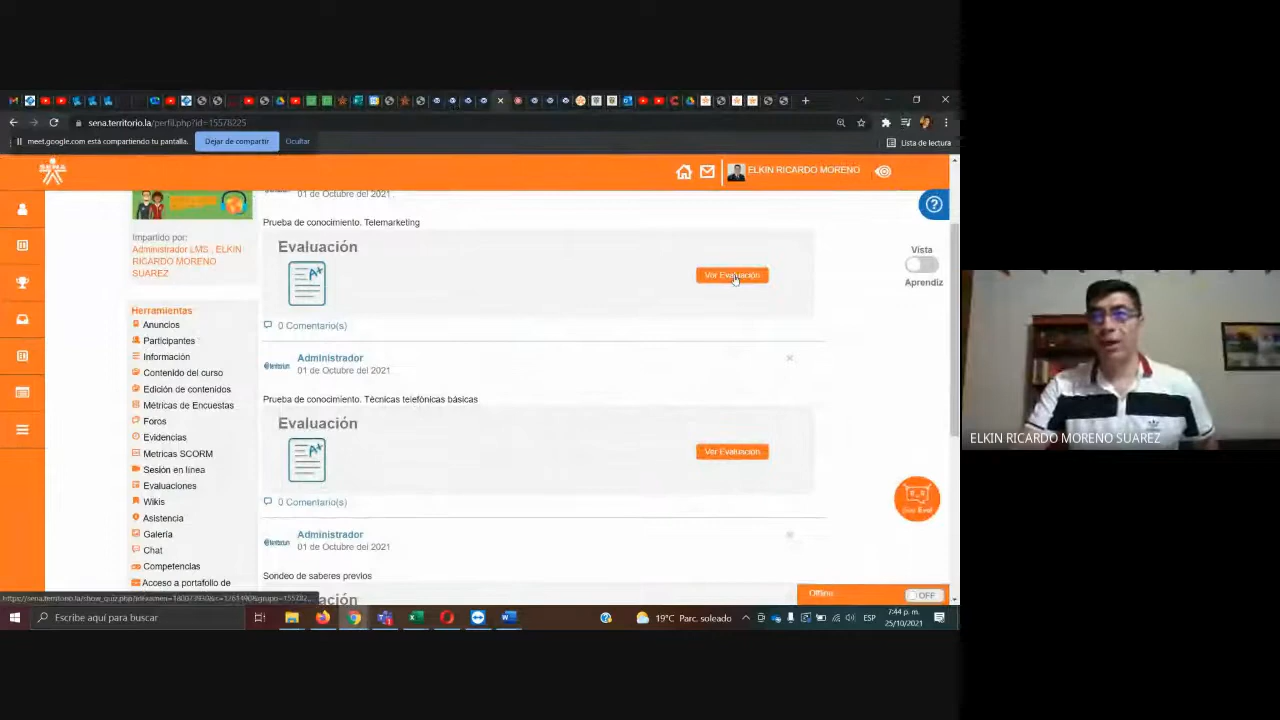 sena.territorio.la/perfil.php?id=15578225
meet.google.com está compartiendo tu pantalla.
Dejar de compartir
Ocultar
Lista de lectura
SENA
ELKIN RICARDO MORENO
01 de Octubre del 2021
Impartido por:
Administrador LMS , ELKIN
RICARDO MORENO
SUAREZ
Herramientas
Anuncios
Participantes
Información
Contenido del curso
Edición de contenidos
Métricas de Encuestas
Foros
Evidencias
Metricas SCORM
Sesión en línea
Evaluaciones
Wikis
Asistencia
Galería
Chat
Competencias
Acceso a portafolio de
Prueba de conocimiento. Telemarketing
Evaluación
A+
Ver Evaluación
0 Comentario(s)
Administrador
01 de Octubre del 2021
Prueba de conocimiento. Técnicas telefónicas básicas
Evaluación
A+
Ver Evaluación
0 Comentario(s)
Administrador
01 de Octubre del 2021
Sondeo de saberes previos
Vista
Aprendiz
Offline
OFF
Escribe aquí para buscar
19°C Parc. soleado
ESP
7:44 p. m.
25/10/2021
ELKIN RICARDO MORENO SUAREZ